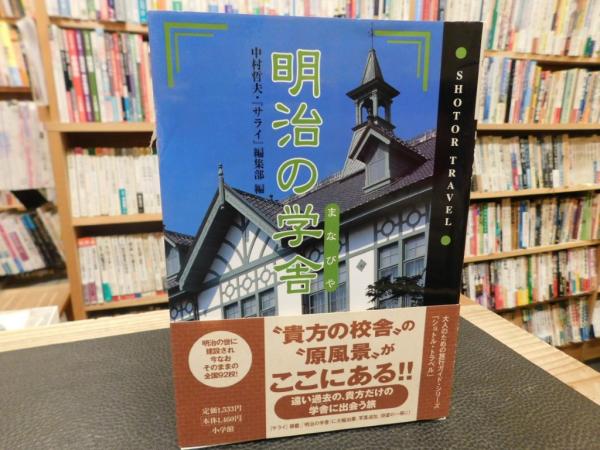 明治の学舎
まなびや
中村哲夫・『サライ』編集部 編
SHOTOR TRAVEL
〝貴方の校舎〟の
〝原風景〟が
ここにある!!
遠い過去の、貴方だけの
学舎に出会う旅
明治の世に
建設され
今なお
そのままの
全国92校!
定価1,533円
本体1,460円
小学館
大人のための旅行ガイド・シリーズ
「ショトル・トラベル」